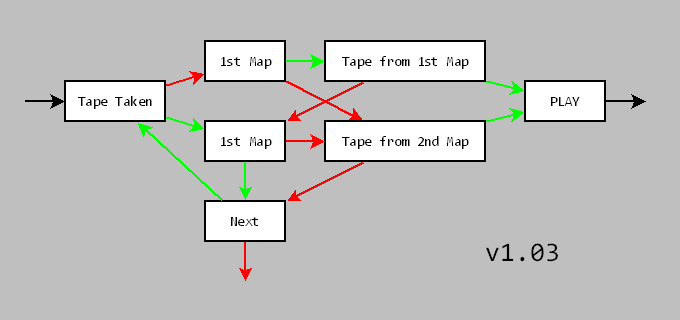 1st Map
Tape from 1st Map
Tape Taken
PLAY
1st Map
Tape from 2nd Map
Next
v1.03